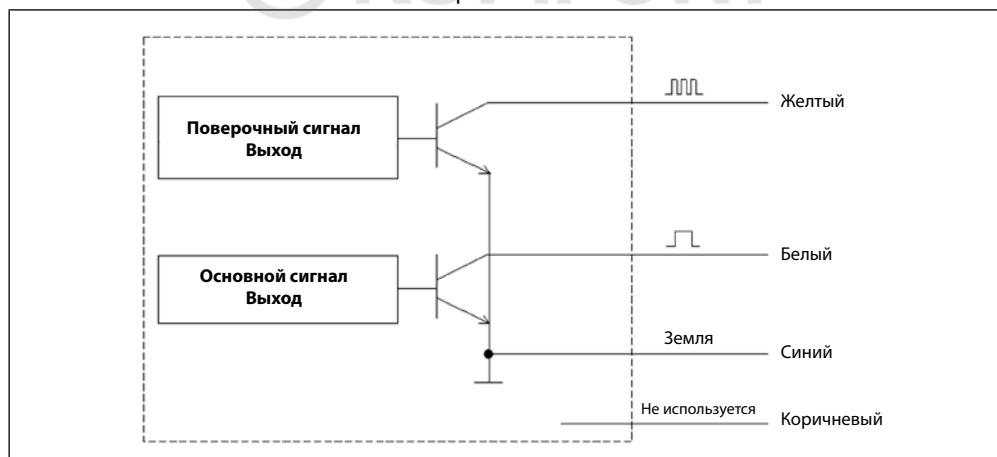 Поверочный сигнал
Выход
Желтый
Основной сигнал
Выход
Белый
Земля
Синий
Не используется
Коричневый